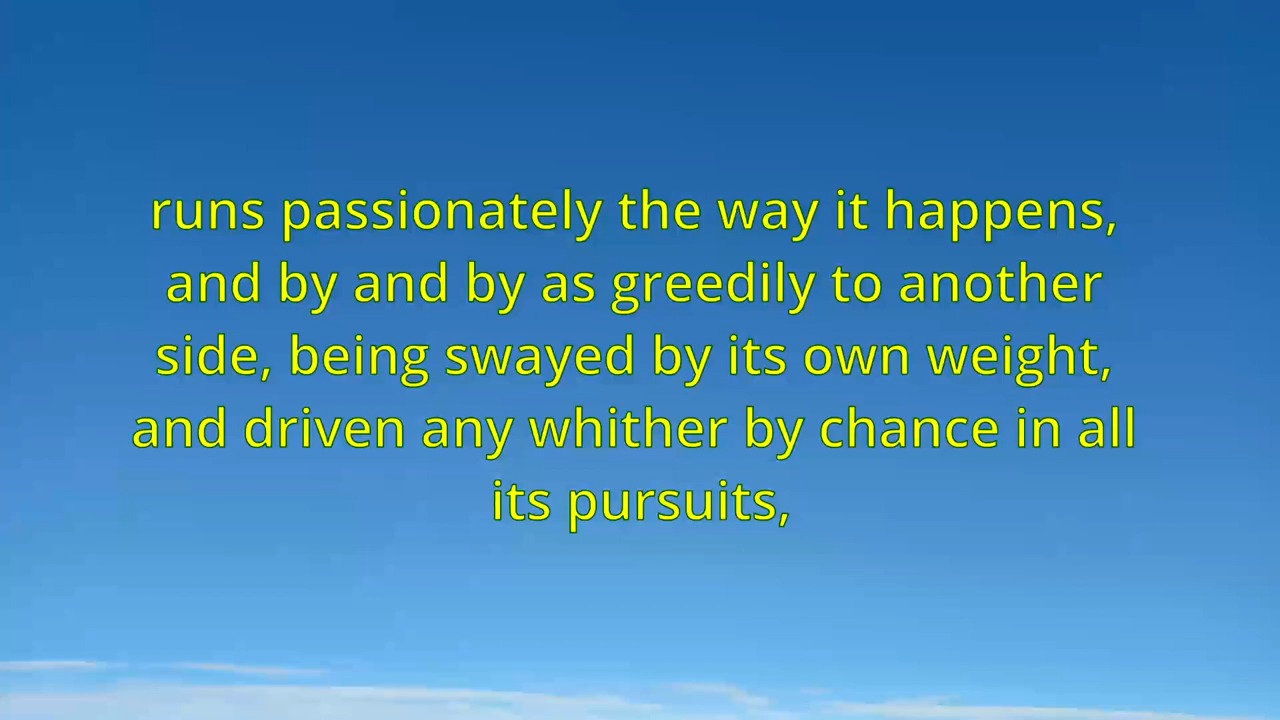 runs passionately the way it happens,
and by and by as greedily to another
side, being swayed by its own weight,
and driven any whither by chance in all
its pursuits,